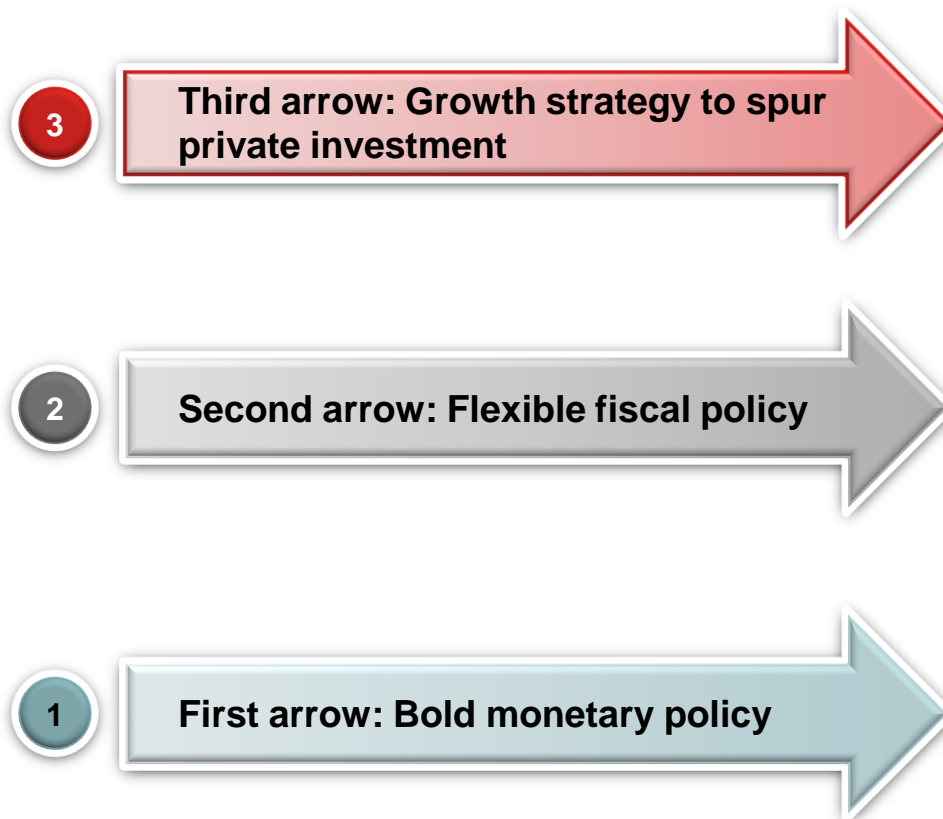 3
Third arrow: Growth strategy to spur
private investment
2
Second arrow: Flexible fiscal policy
1
First arrow: Bold monetary policy